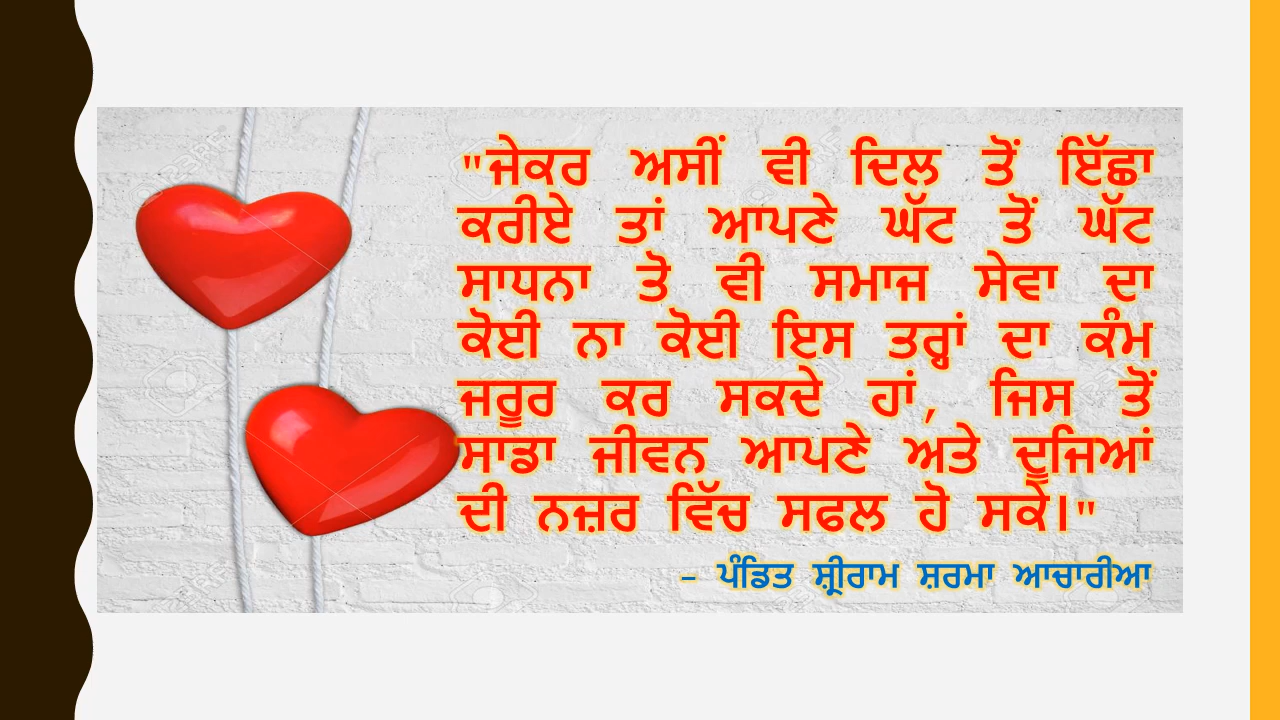 "ਜੇਕਰ ਅਸੀਂ ਵੀ ਦਿਲ ਤੋਂ ਇੱਛਾ
ਕਰੀਏ ਤਾਂ ਆਪਣੇ ਘੱਟ ਤੋਂ ਘੱਟ
ਸਾਧਨਾ ਤੋ ਵੀ ਸਮਾਜ ਸੇਵਾ ਦਾ
ਕੋਈ ਨਾ ਕੋਈ ਇਸ ਤਰ੍ਹਾਂ ਦਾ ਕੰਮ
ਜਰੂਰ ਕਰ ਸਕਦੇ ਹਾਂ, ਜਿਸ ਤੋਂ
ਸਾਡਾ ਜੀਵਨ ਆਪਣੇ ਅਤੇ ਦੂਜਿਆਂ
ਦੀ ਨਜ਼ਰ ਵਿੱਚ ਸਫਲ ਹੋ ਸਕੇ।"
– ਪੰਡਿਤ ਸ਼੍ਰੀਰਾਮ ਸ਼ਰਮਾ ਆਚਾਰੀਆ